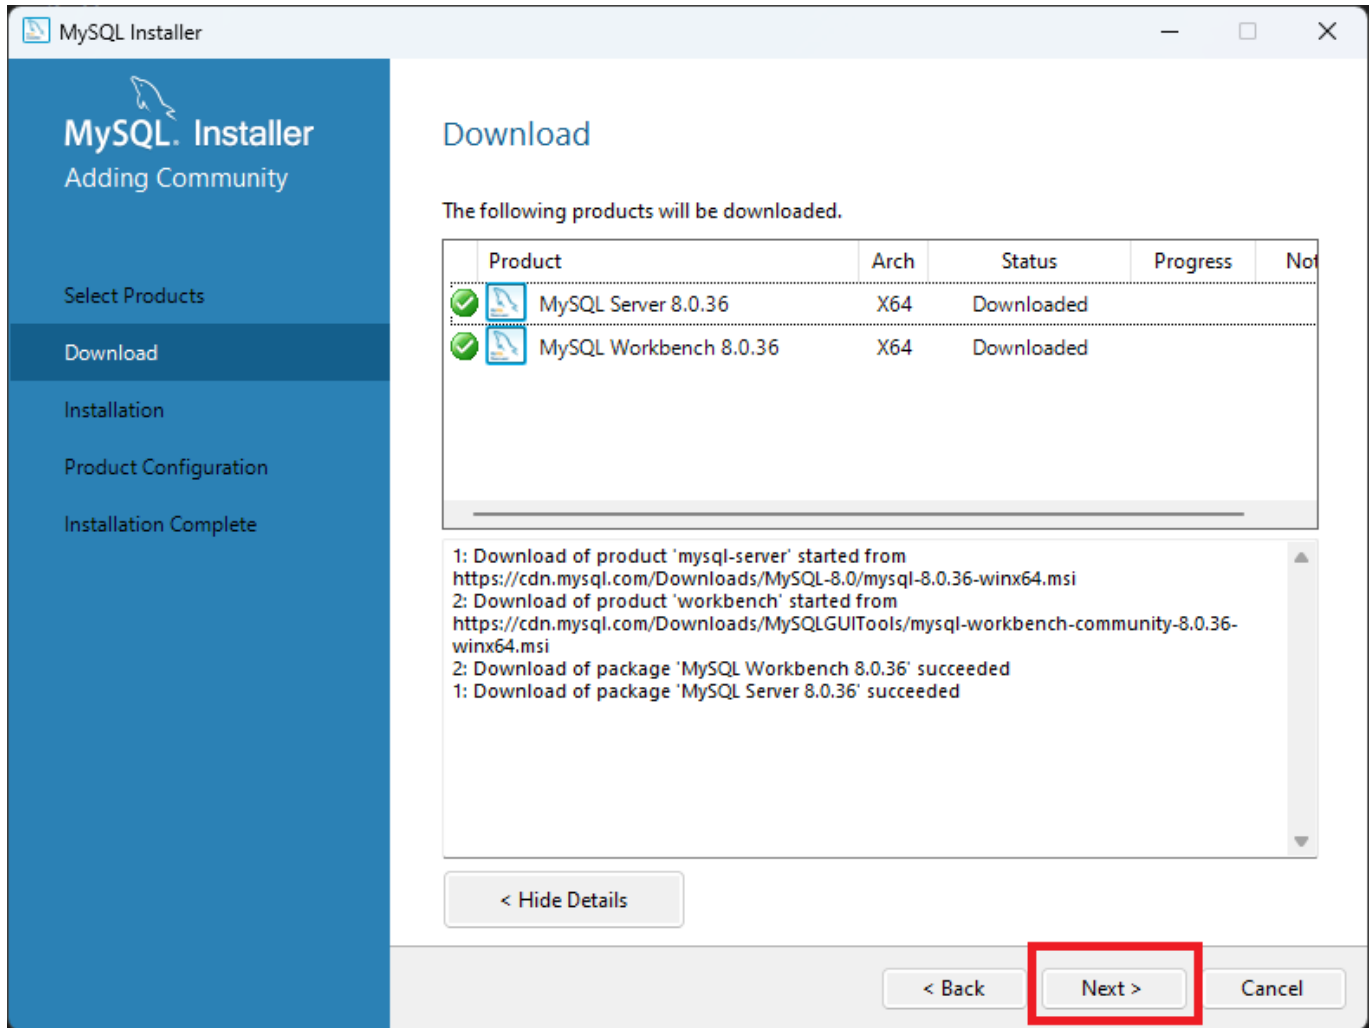 MySQL Installer
MySQL. Installer
Adding Community
Select Products
Download
Installation
Product Configuration
Installation Complete
Download
The following products will be downloaded.
Product Arch Status Progress Not
MySQL Server 8.0.36 X64 Downloaded
MySQL Workbench 8.0.36 X64 Downloaded
1: Download of product 'mysql-server' started from
https://cdn.mysql.com/Downloads/MySQL-8.0/mysql-8.0.36-winx64.msi
2: Download of product 'workbench' started from
https://cdn.mysql.com/Downloads/MySQLGUITools/mysql-workbench-community-8.0.36-
winx64.msi
2: Download of package 'MySQL Workbench 8.0.36' succeeded
1: Download of package 'MySQL Server 8.0.36' succeeded
< Hide Details
< Back Next > Cancel